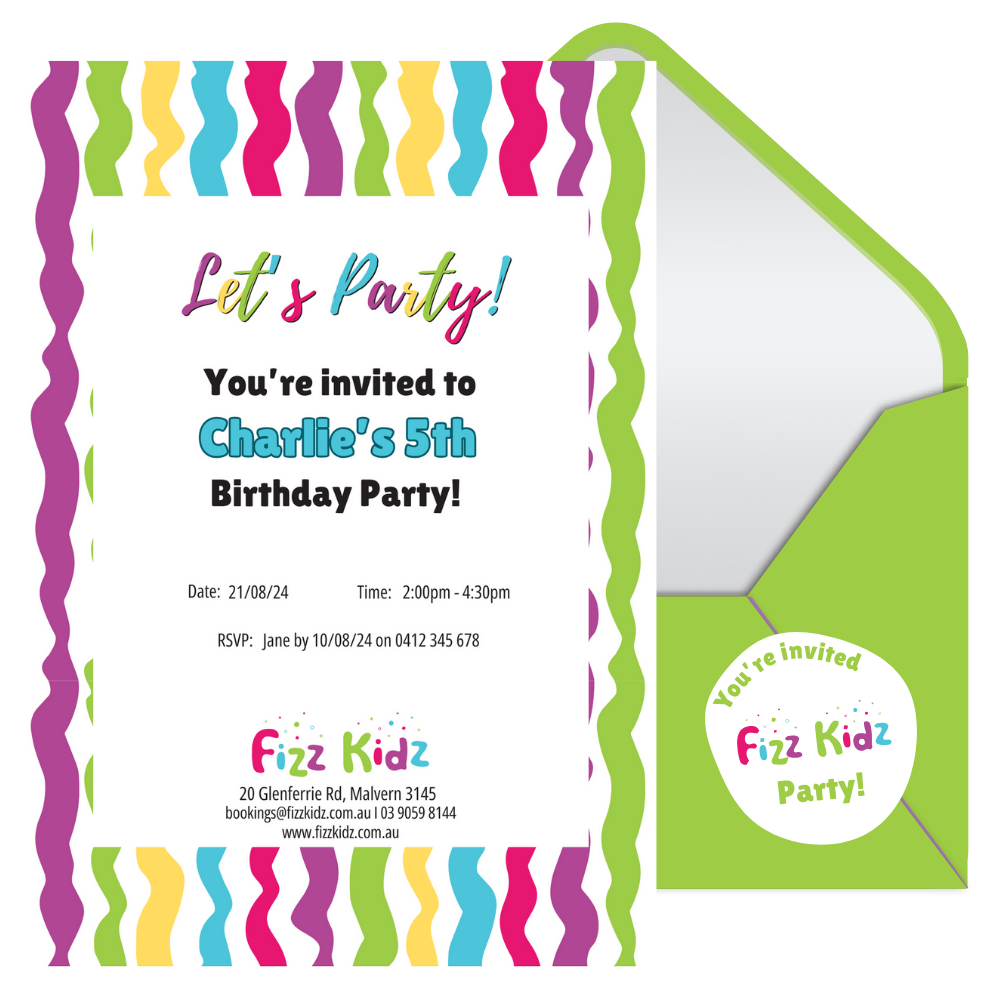 Let's Party!
You're invited to
Charlie's 5th
Birthday Party!
Date: 21/08/24 Time: 2:00pm - 4:30pm
RSVP: Jane by 10/08/24 on 0412 345 678
Fizz Kidz
20 Glenferrie Rd, Malvern 3145
bookings@fizzkidz.com.au | 03 9059 8144
www.fizzkidz.com.au
You're invited
Fizz Kidz
Party!